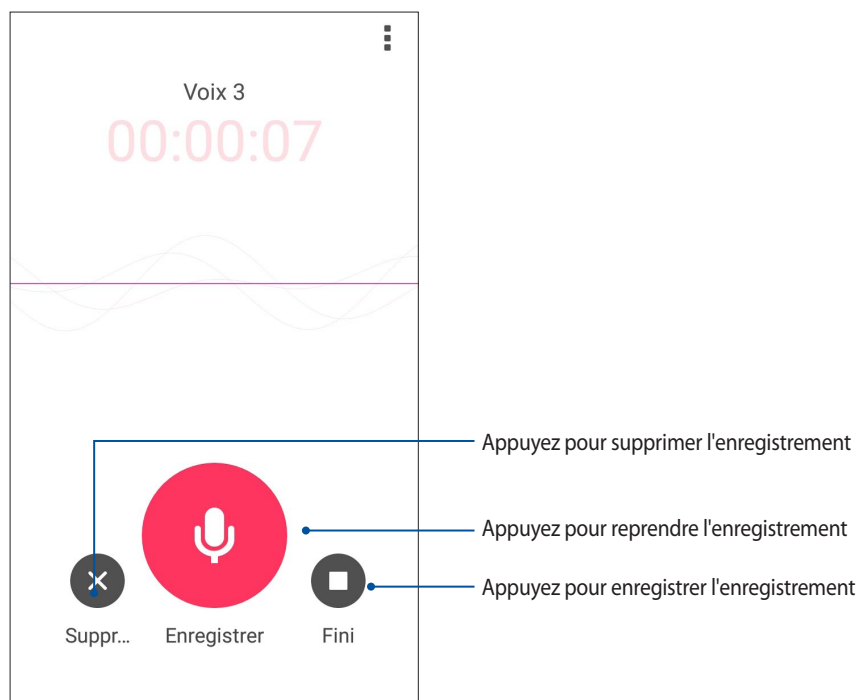 Voix 3
00:00:07
Appuyez pour supprimer l'enregistrement
Appuyez pour reprendre l'enregistrement
Appuyez pour enregistrer l'enregistrement
Suppr...
Enregistrer
Fini